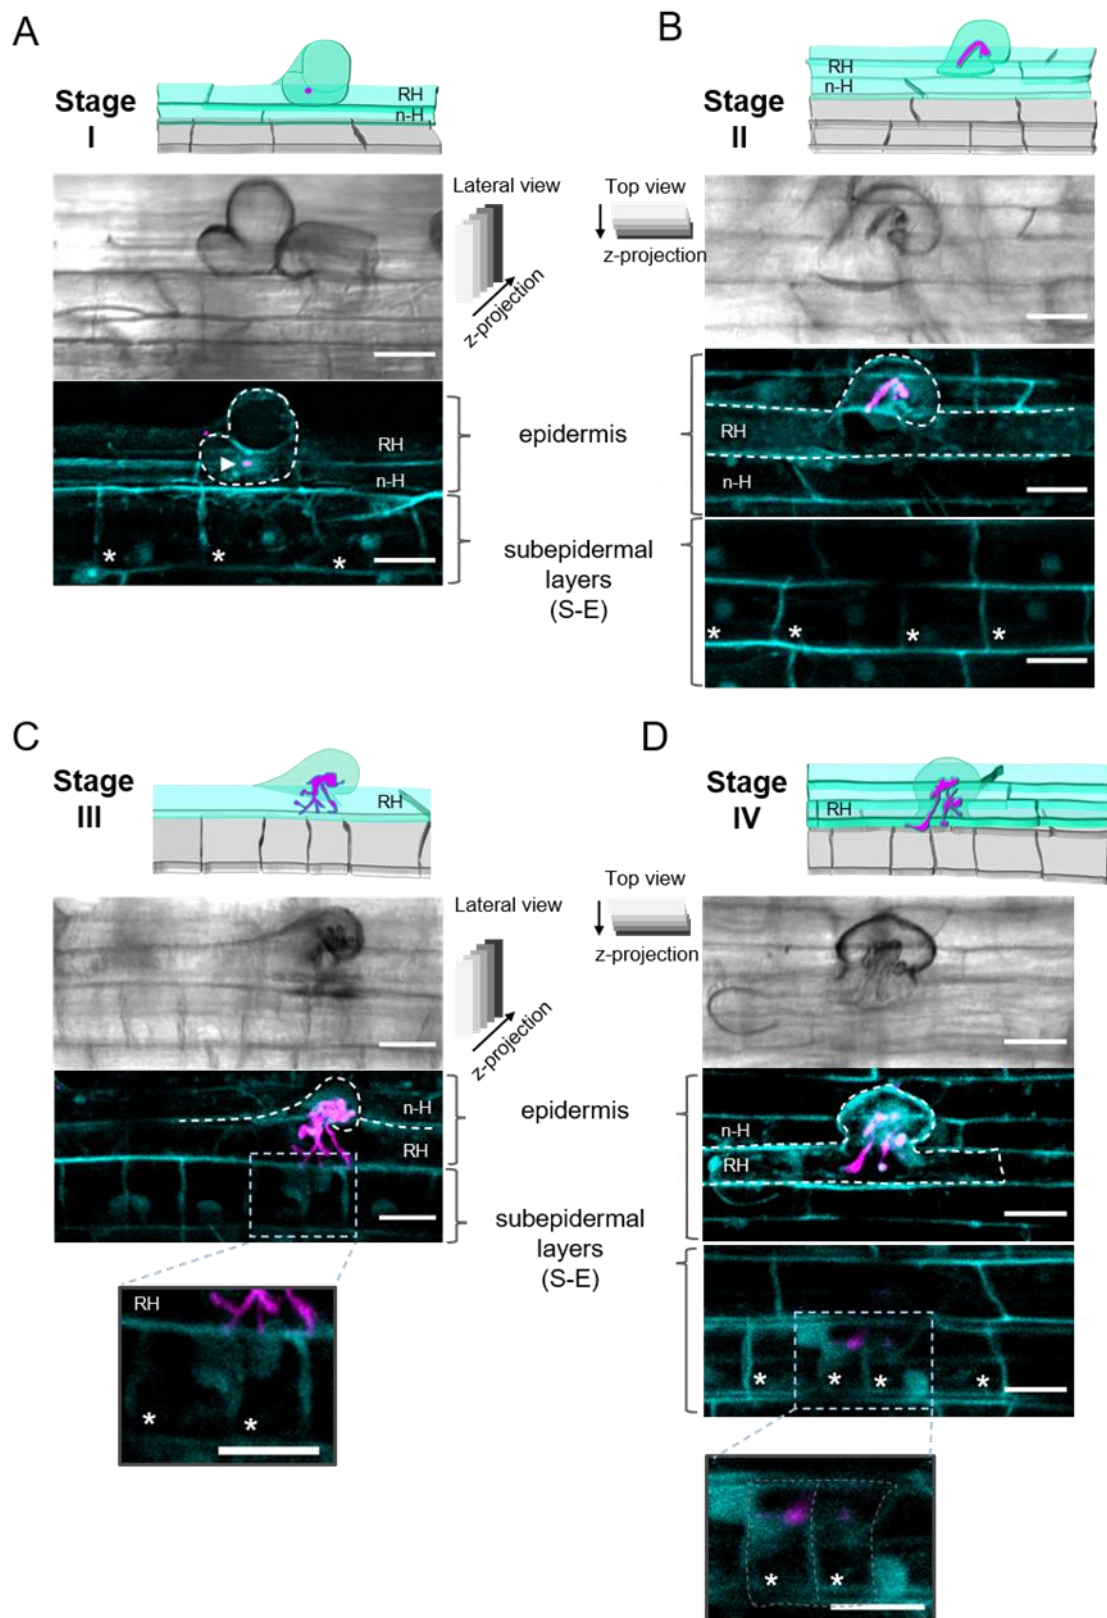 A
Stage
I
RH
n-H
B
Stage
II
RH
n-H
Lateral view
z-projection
Top view
z-projection
RH
n-H
*
*
*
epidermis
subepidermal
layers
(S-E)
RH
n-H
*
*
*
*
C
Stage
III
RH
D
Stage
IV
RH
Lateral view
z-projection
Top view
z-projection
n-H
RH
epidermis
subepidermal
layers
(S-E)
n-H
RH
*
*
*
*
RH
*
*
*
*